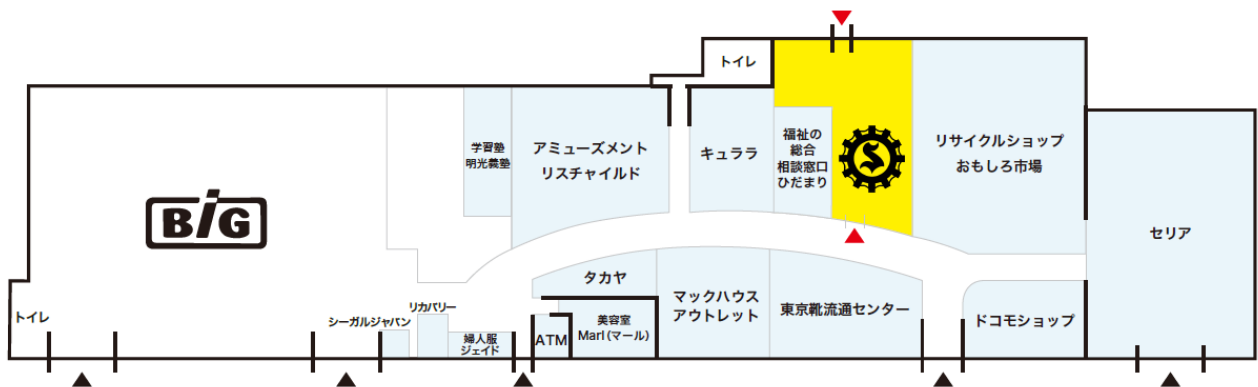 トイレ
学習塾
明光義塾
アミューズメント
リスチャイルド
キュララ
福祉の
総合
相談窓口
ひだまり
S
リサイクルショップ
おもしろ市場
BiG
セリア
タカヤ
マックハウス
アウトレット
東京靴流通センター
ドコモショップ
トイレ
シーガルジャパン
リカバリー
婦人服
ジェイド
ATM
美容室
Marl（マール）